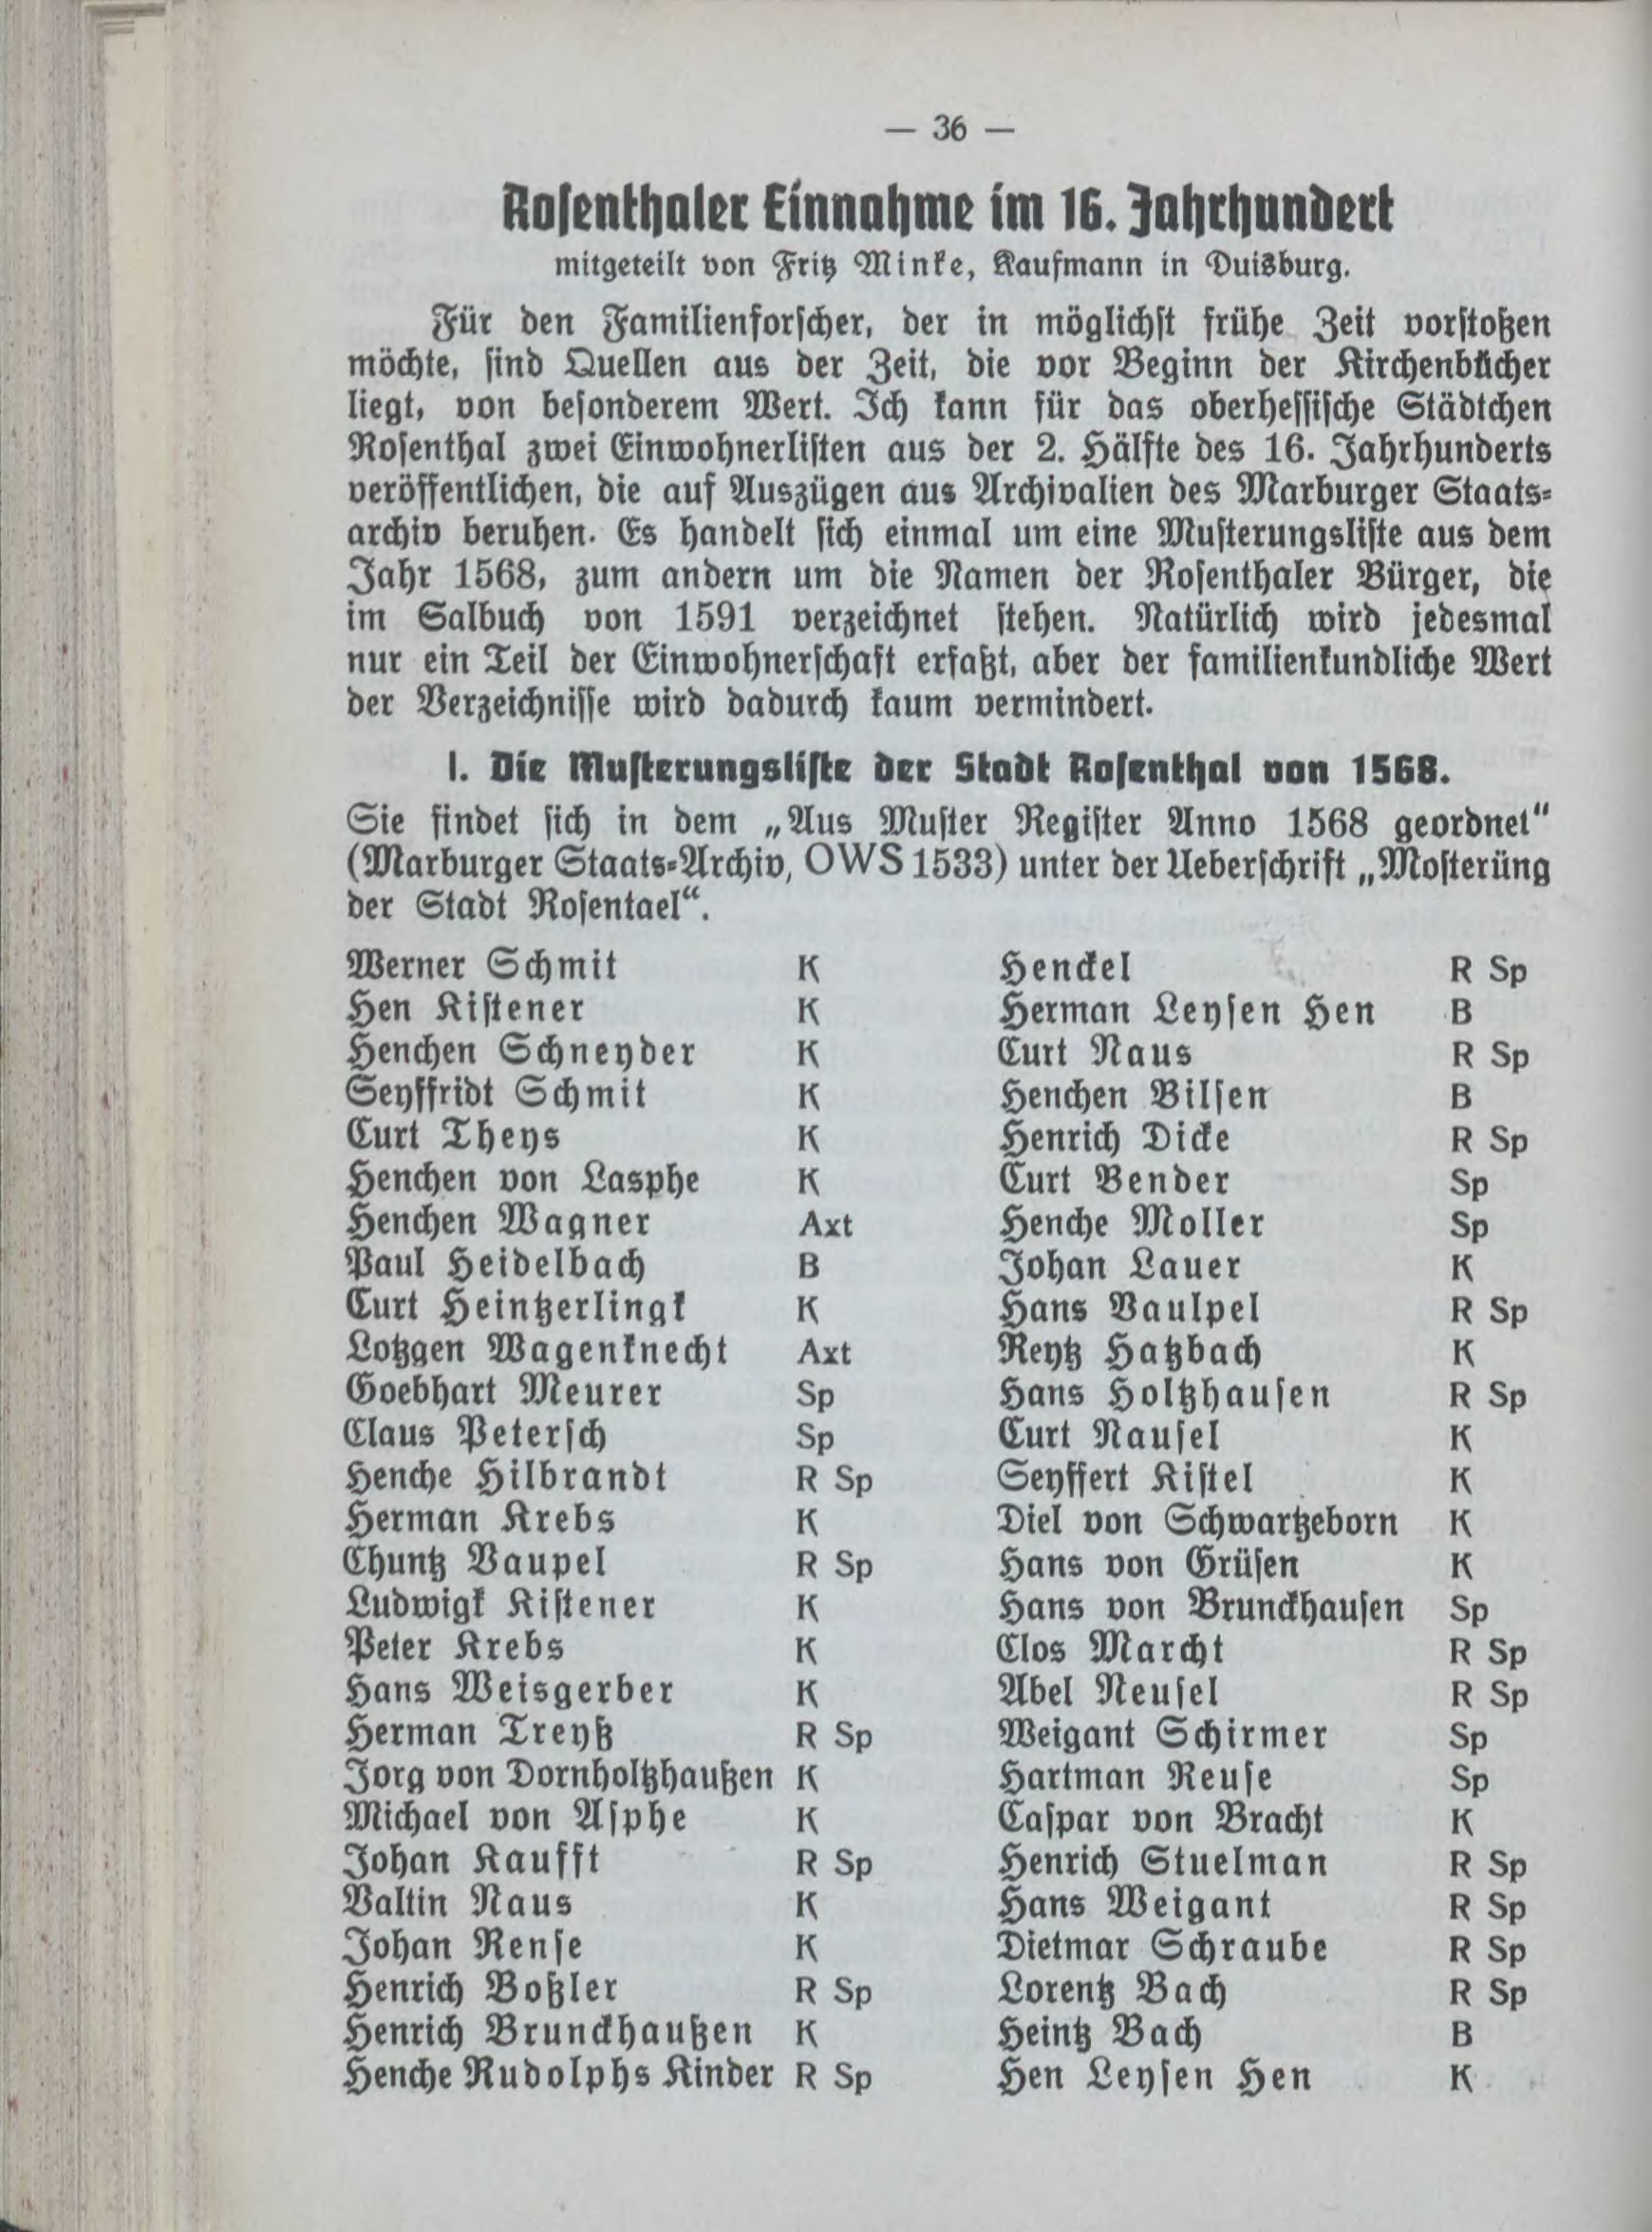 — 36 —
Rosenthaler Einnahme im 16. Jahrhundert
mitgeteilt von Fritz Minke, Kaufmann in Duisburg.
Für den Familienforscher, der in möglichst frühe Zeit vorstoßen
möchte, sind Quellen aus der Zeit, die vor Beginn der Kirchenbücher
liegt, von besonderem Wert. Ich kann für das oberhessische Städtchen
Rosenthal zwei Einwohnerlisten aus der 2. Hälfte des 16. Jahrhunderts
veröffentlichen, die auf Auszügen aus Archivalien des Marburger Staats-
archiv beruhen. Es handelt sich einmal um eine Musterungsliste aus dem
Jahr 1568, zum andern um die Namen der Rosenthaler Bürger, die
im Salbuch von 1591 verzeichnet stehen. Natürlich wird jedesmal
nur ein Teil der Einwohnerschaft erfaßt, aber der familienkundliche Wert
der Verzeichnisse wird dadurch kaum vermindert.
I. Die Musterungsliste der Stadt Rosenthal von 1568.
Sie findet sich in dem „Aus Muster Register Anno 1568 geordnet“
(Marburger Staats-Archiv, OWS 1533) unter der Ueberschrift „Mosterüng
der Stadt Rosentael“.
Werner Schmit K
Hen Kistener K
Henchen Schneyder K
Seyffridt Schmit K
Curt Theys K
Henchen von Lasphe K
Henchen Wagner Axt
Paul Heidelbach B
Curt Heintzerlingk K
Lotzgen Wagenknecht Axt
Goebhart Meurer Sp
Claus Petersch Sp
Henche Hilbrandt R Sp
Herman Krebs K
Chuntz Vaupel R Sp
Ludwigk Kistener K
Peter Krebs K
Hans Weisgerber K
Herman Treyß R Sp
Jorg von Dornholtzhaußen K
Michael von Asphe K
Johan Kaufft R Sp
Valtin Naus K
Johan Rense K
Henrich Boßler R Sp
Henrich Brunckhaußen K
Henche Rudolphs Kinder R Sp
Henckel R Sp
Herman Leysen Hen B
Curt Naus R Sp
Henchen Bilsen B
Henrich Dicke R Sp
Curt Bender Sp
Henche Moller Sp
Johan Lauer K
Hans Vaulpel R Sp
Reytz Hatzbach K
Hans Holtzhausen R Sp
Curt Nausel K
Seyffert Kistel K
Diel von Schwartzeborn K
Hans von Grüsen K
Hans von Brunckhausen Sp
Clos Marcht R Sp
Abel Neusel R Sp
Weigant Schirmer Sp
Hartman Reuse Sp
Caspar von Bracht K
Henrich Stuelman R Sp
Hans Weigant R Sp
Dietmar Schraube R Sp
Lorentz Bach R Sp
Heintz Bach B
Hen Leysen Hen K